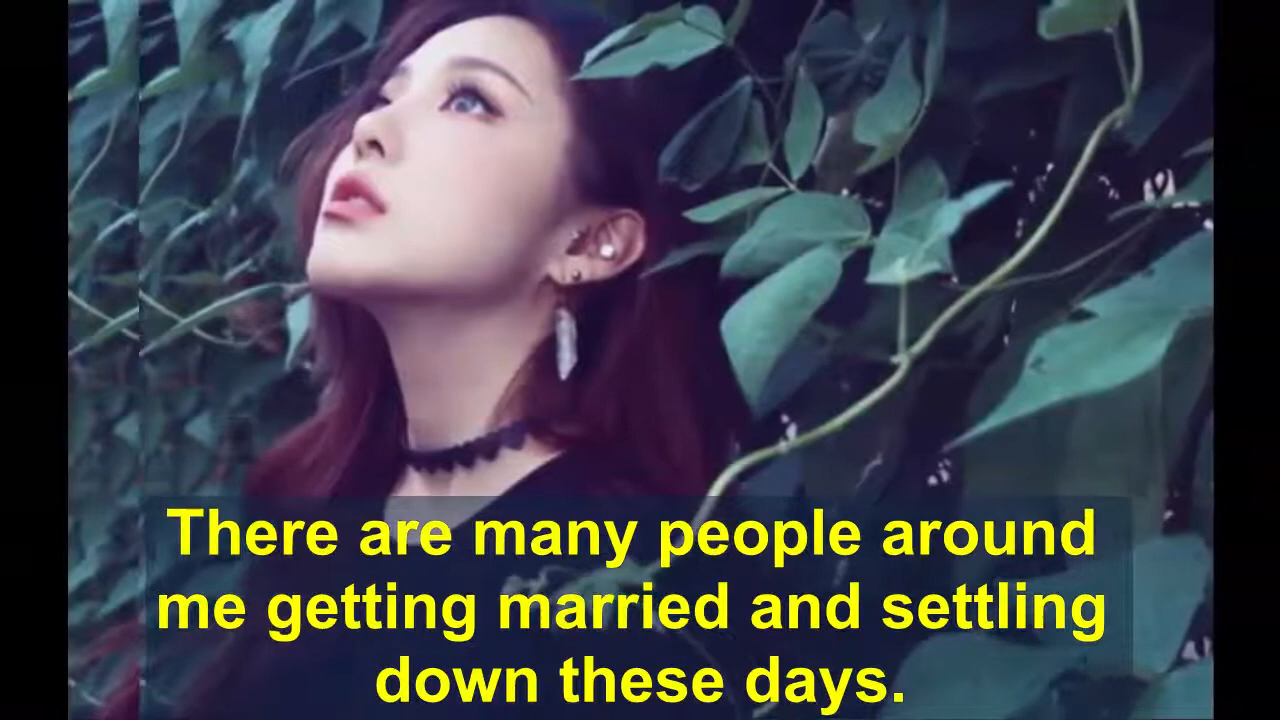 There are many people around
me getting married and settling
down these days.